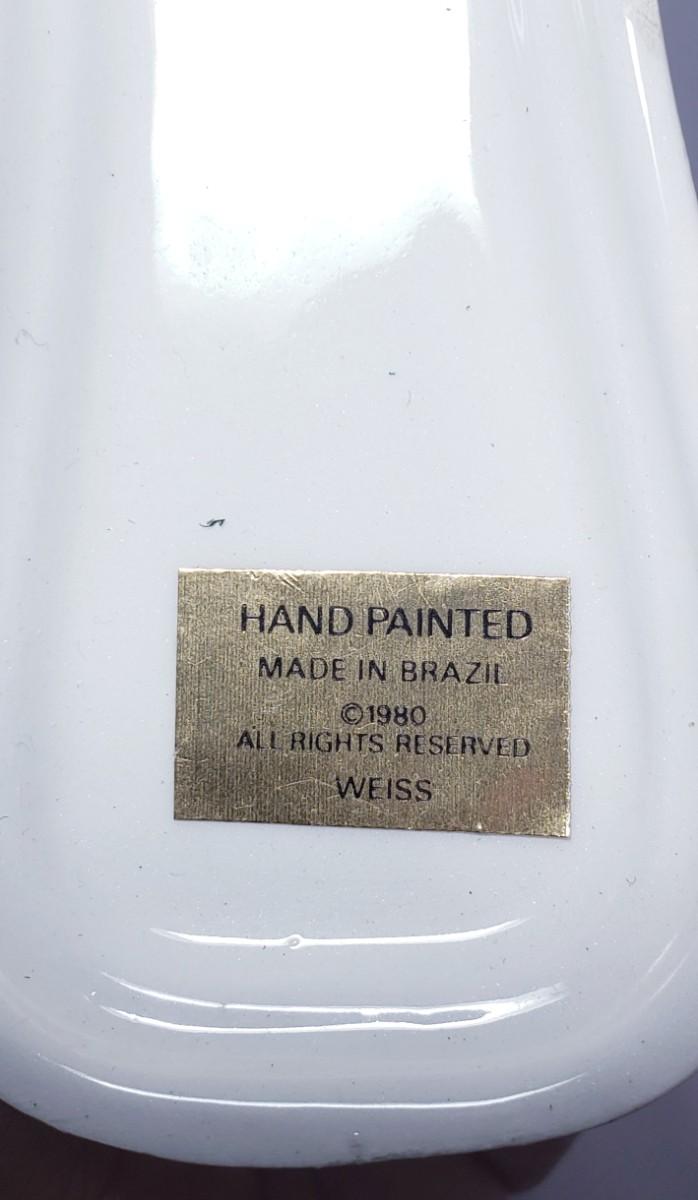 HAND PAINTED
MADE IN BRAZIL
©1980
ALL RIGHTS RESERVED
WEISS